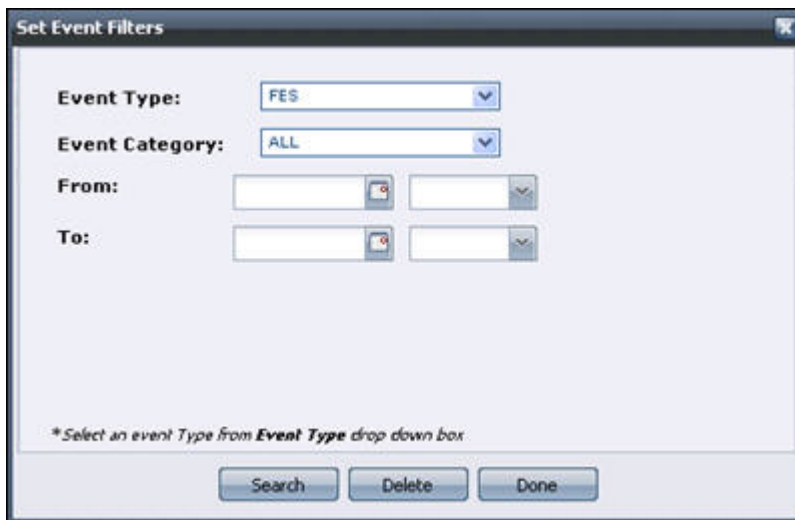 Set Event Filters
Event Type: FES
Event Category: ALL
From:
To:
*Select an event Type from Event Type drop down box
Search Delete Done